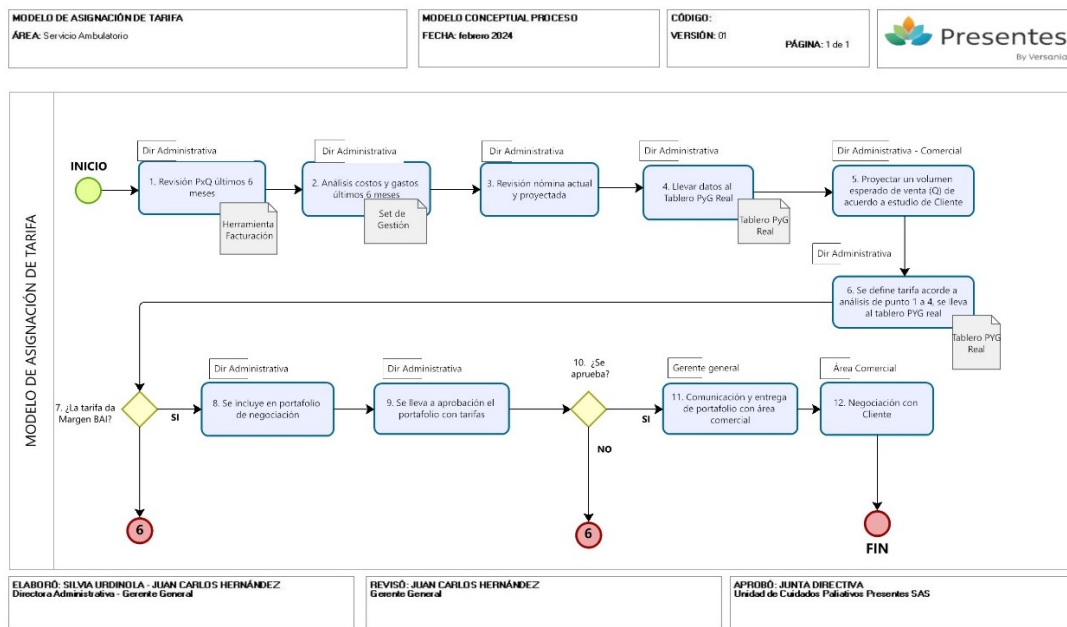 MODELO DE ASIGNACIÓN DE TARIFA
ÁREA: Servicio Ambulatorio
MODELO CONCEPTUAL PROCESO
FECHA: febrero 2024
CÓDIGO:
VERSIÓN: 01
PÁGINA: 1 de 1
Presentes
By Versania
MODELO DE ASIGNACIÓN DE TARIFA
INICIO
Dir Administrativa
1. Revisión PxQ últimos 6
meses
Herramienta
Facturación
Dir Administrativa
2. Análisis costos y gastos
últimos 6 meses
Set de
Gestión
Dir Administrativa
3. Revisión nómina actual
y proyectada
Dir Administrativa
4. Llevar datos al
Tablero PyG Real
Tablero PyG
Real
Dir Administrativa - Comercial
5. Proyectar un volumen
esperado de venta (Q) de
acuerdo a estudio de Cliente
Dir Administrativa
6. Se define tarifa acorde a
análisis de punto 1 a 4, se lleva
al tablero PYG real
Tablero PYG
Real
7. ¿La tarifa da
Margen BAI?
SI
6
Dir Administrativa
8. Se incluye en portafolio
de negociación
Dir Administrativa
9. Se lleva a aprobación el
portafolio con tarifas
10. ¿Se
aprueba?
SI
NO
6
Gerente general
11. Comunicación y entrega
de portafolio con área
comercial
Área Comercial
12. Negociación con
Cliente
FIN
ELABORÓ: SILVIA URDINOLA - JUAN CARLOS HERNÁNDEZ
Directora Administrativa - Gerente General
REVISÓ: JUAN CARLOS HERNÁNDEZ
Gerente General
APROBÓ: JUNTA DIRECTIVA
Unidad de Cuidados Paliativos Presentes SAS